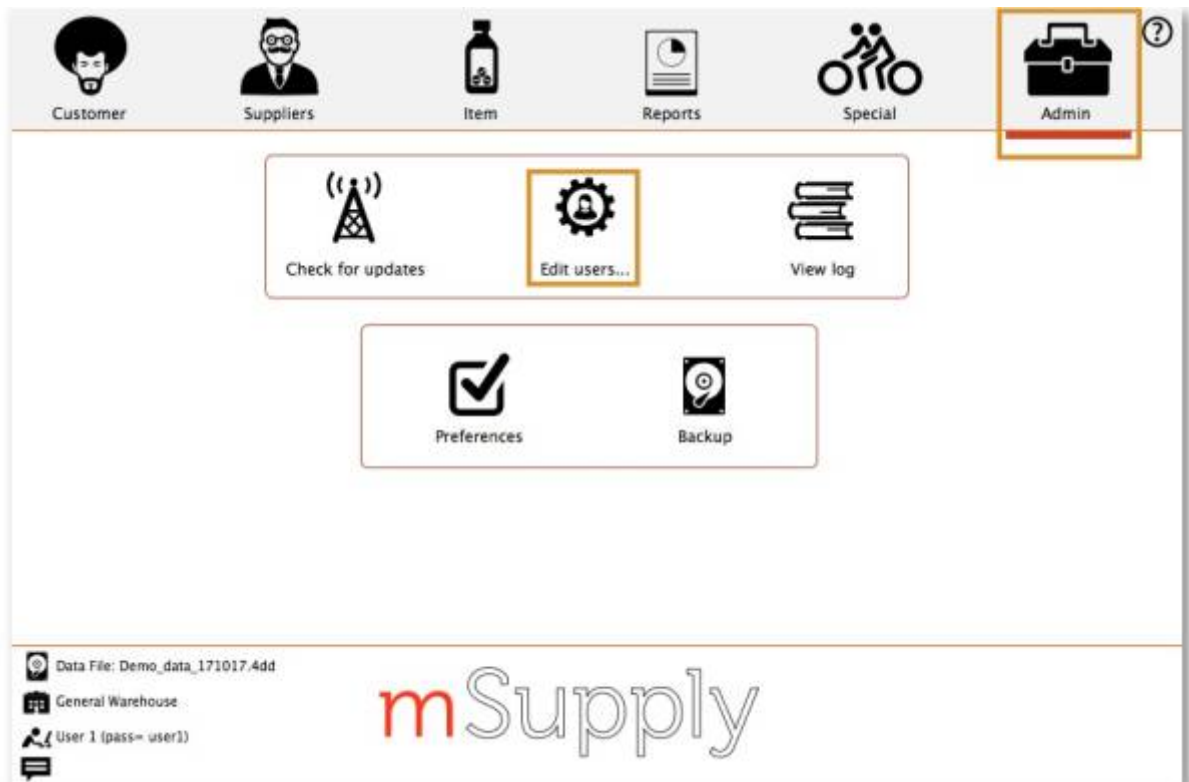 Customer Suppliers Item Reports Special Admin ?
Check for updates Edit users... View log
Preferences Backup
Data File: Demo_data_171017.4dd
General Warehouse
User 1 (pass= user1)
mSupply